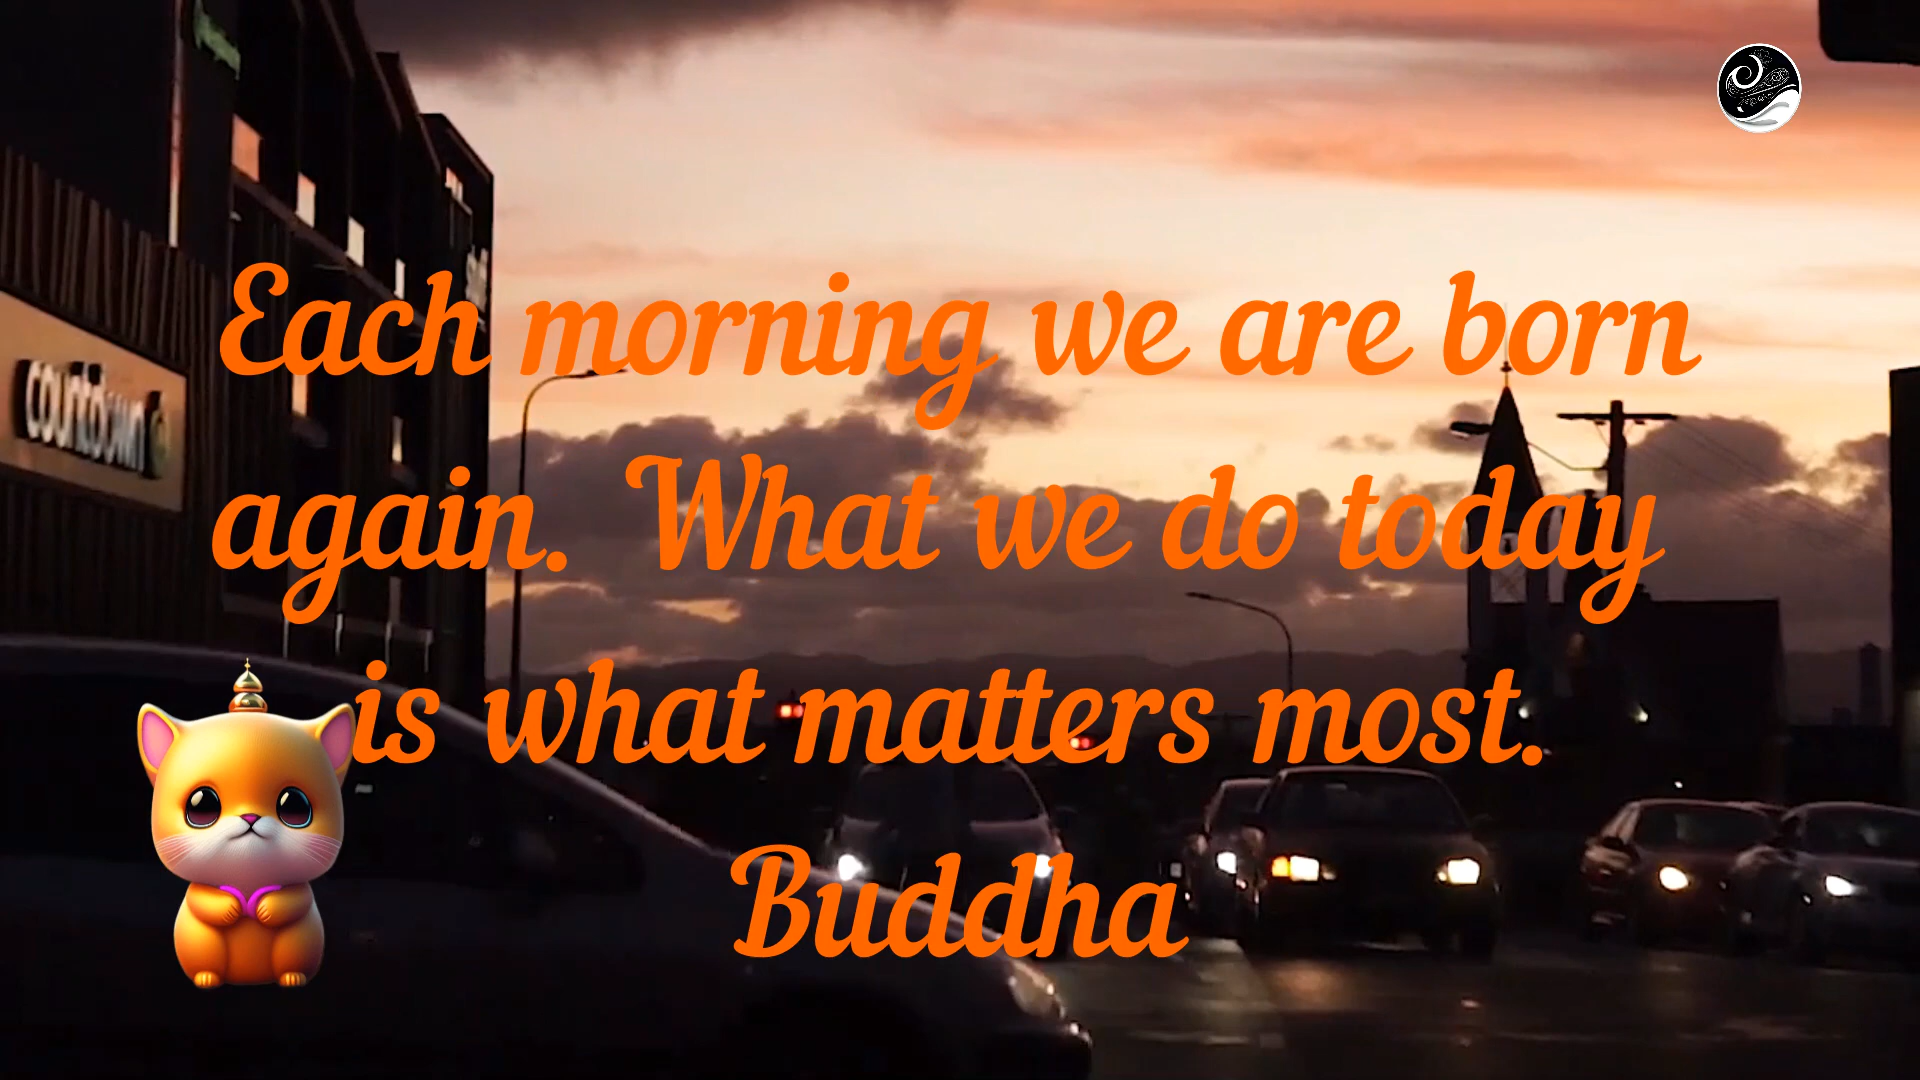 countdown
Each morning we are born
again. What we do today
is what matters most.
Buddha